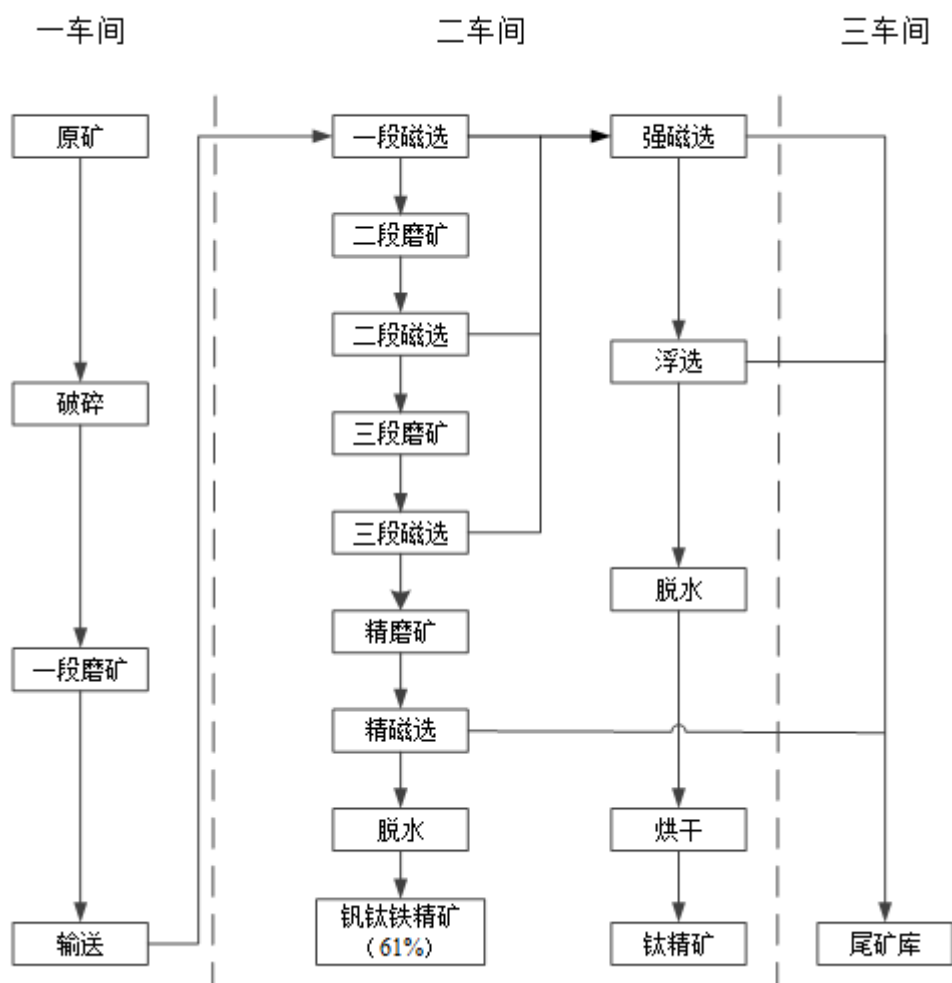 一车间
二车间
三车间
原矿
破碎
一段磨矿
输送
一段磁选
二段磨矿
二段磁选
三段磨矿
三段磁选
精磨矿
精磁选
脱水
钒钛铁精矿
（61%）
强磁选
浮选
脱水
烘干
钛精矿
尾矿库